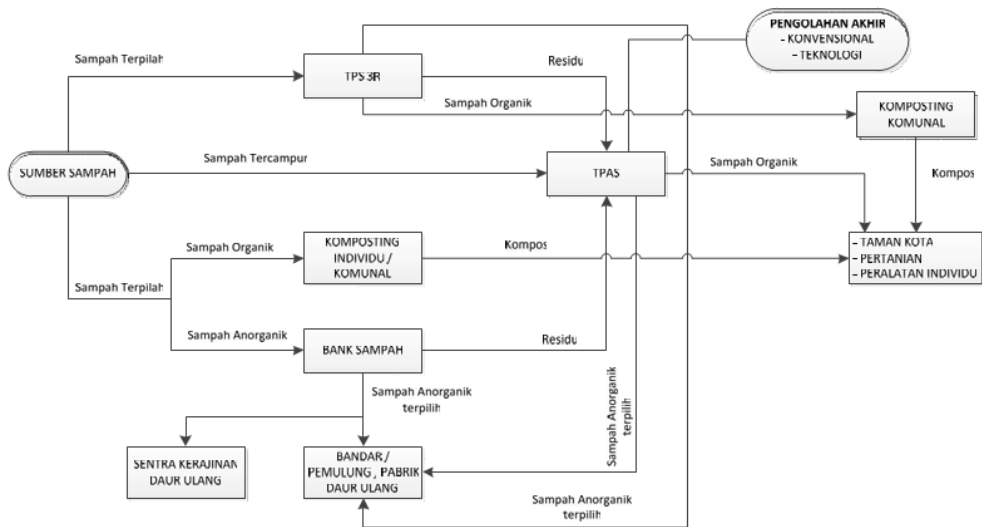 PENGOLAHAN AKHIR
– KONVENSIONAL
– TEKNOLOGI
Sampah Terpilah
TPS 3R
Residu
Sampah Organik
KOMPOSTING
KOMUNAL
SUMBER SAMPAH
Sampah Tercampur
TPAS
Sampah Organik
Kompos
Sampah Organik
KOMPOSTING
INDIVIDU /
KOMUNAL
Kompos
– TAMAN KOTA
– PERTANIAN
– PERALATAN INDIVIDU
Sampah Terpilah
Sampah Anorganik
BANK SAMPAH
Residu
Sampah Anorganik
terpilih
Sampah Anorganik
terpilih
SENTRA KERAJINAN
DAUR ULANG
BANDAR /
PEMULUNG , PABRIK
DAUR ULANG
Sampah Anorganik
terpilih